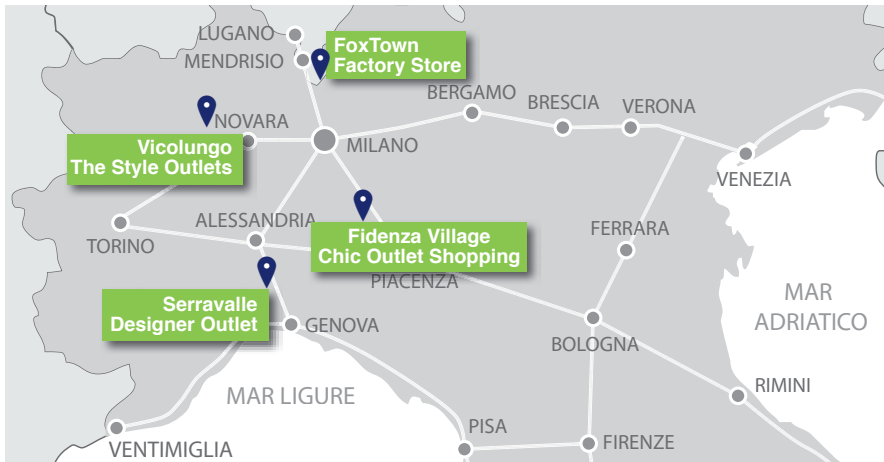 LUGANO
MENDRISIO
FoxTown
Factory Store
BERGAMO
BRESCIA
VERONA
NOVARA
MILANO
Vicolungo
The Style Outlets
VENEZIA
ALESSANDRIA
TORINO
Fidenza Village
Chic Outlet Shopping
FERRARA
PIACENZA
Serravalle
Designer Outlet
GENOVA
MAR
ADRIATICO
BOLOGNA
MAR LIGURE
RIMINI
PISA
VENTIMIGLIA
FIRENZE